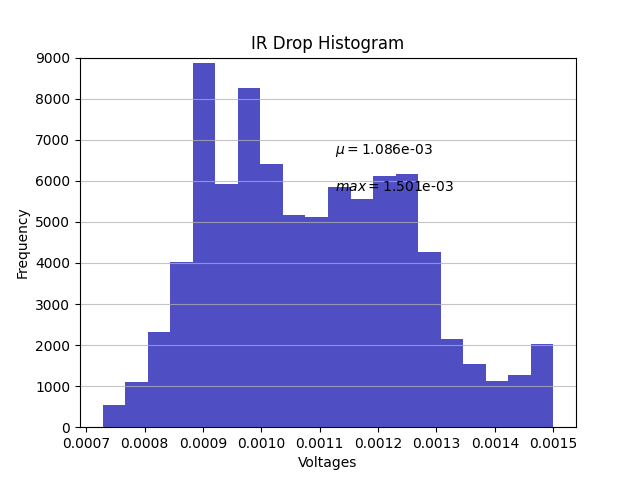 IR Drop Histogram
9000
8000
7000
6000
5000
4000
3000
2000
1000
0
Frequency
μ = 1.086e-03
max = 1.501e-03
0.0007 0.0008 0.0009 0.0010 0.0011 0.0012 0.0013 0.0014 0.0015
Voltages